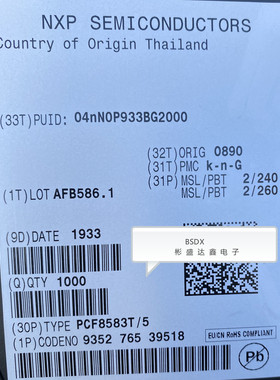 NXP SEMICONDUCTORS
Country of Origin Thailand
(33T)PUID: 04nN0P933BG2000
(32T)ORIG 0890
(31T)PMC k-n-G
(31P) MSL/PBT 2/240
MSL/PBT 2/260
(1T)LOT AFB586.1
(9D)DATE 1933
BSDX
彬盛达鑫电子
(Q)QTY 1000
(30P)TYPE PCF8583T/5
(1P)CODENO 9352 765 39518
EU/CN RoHS COMPLIANT
Pb